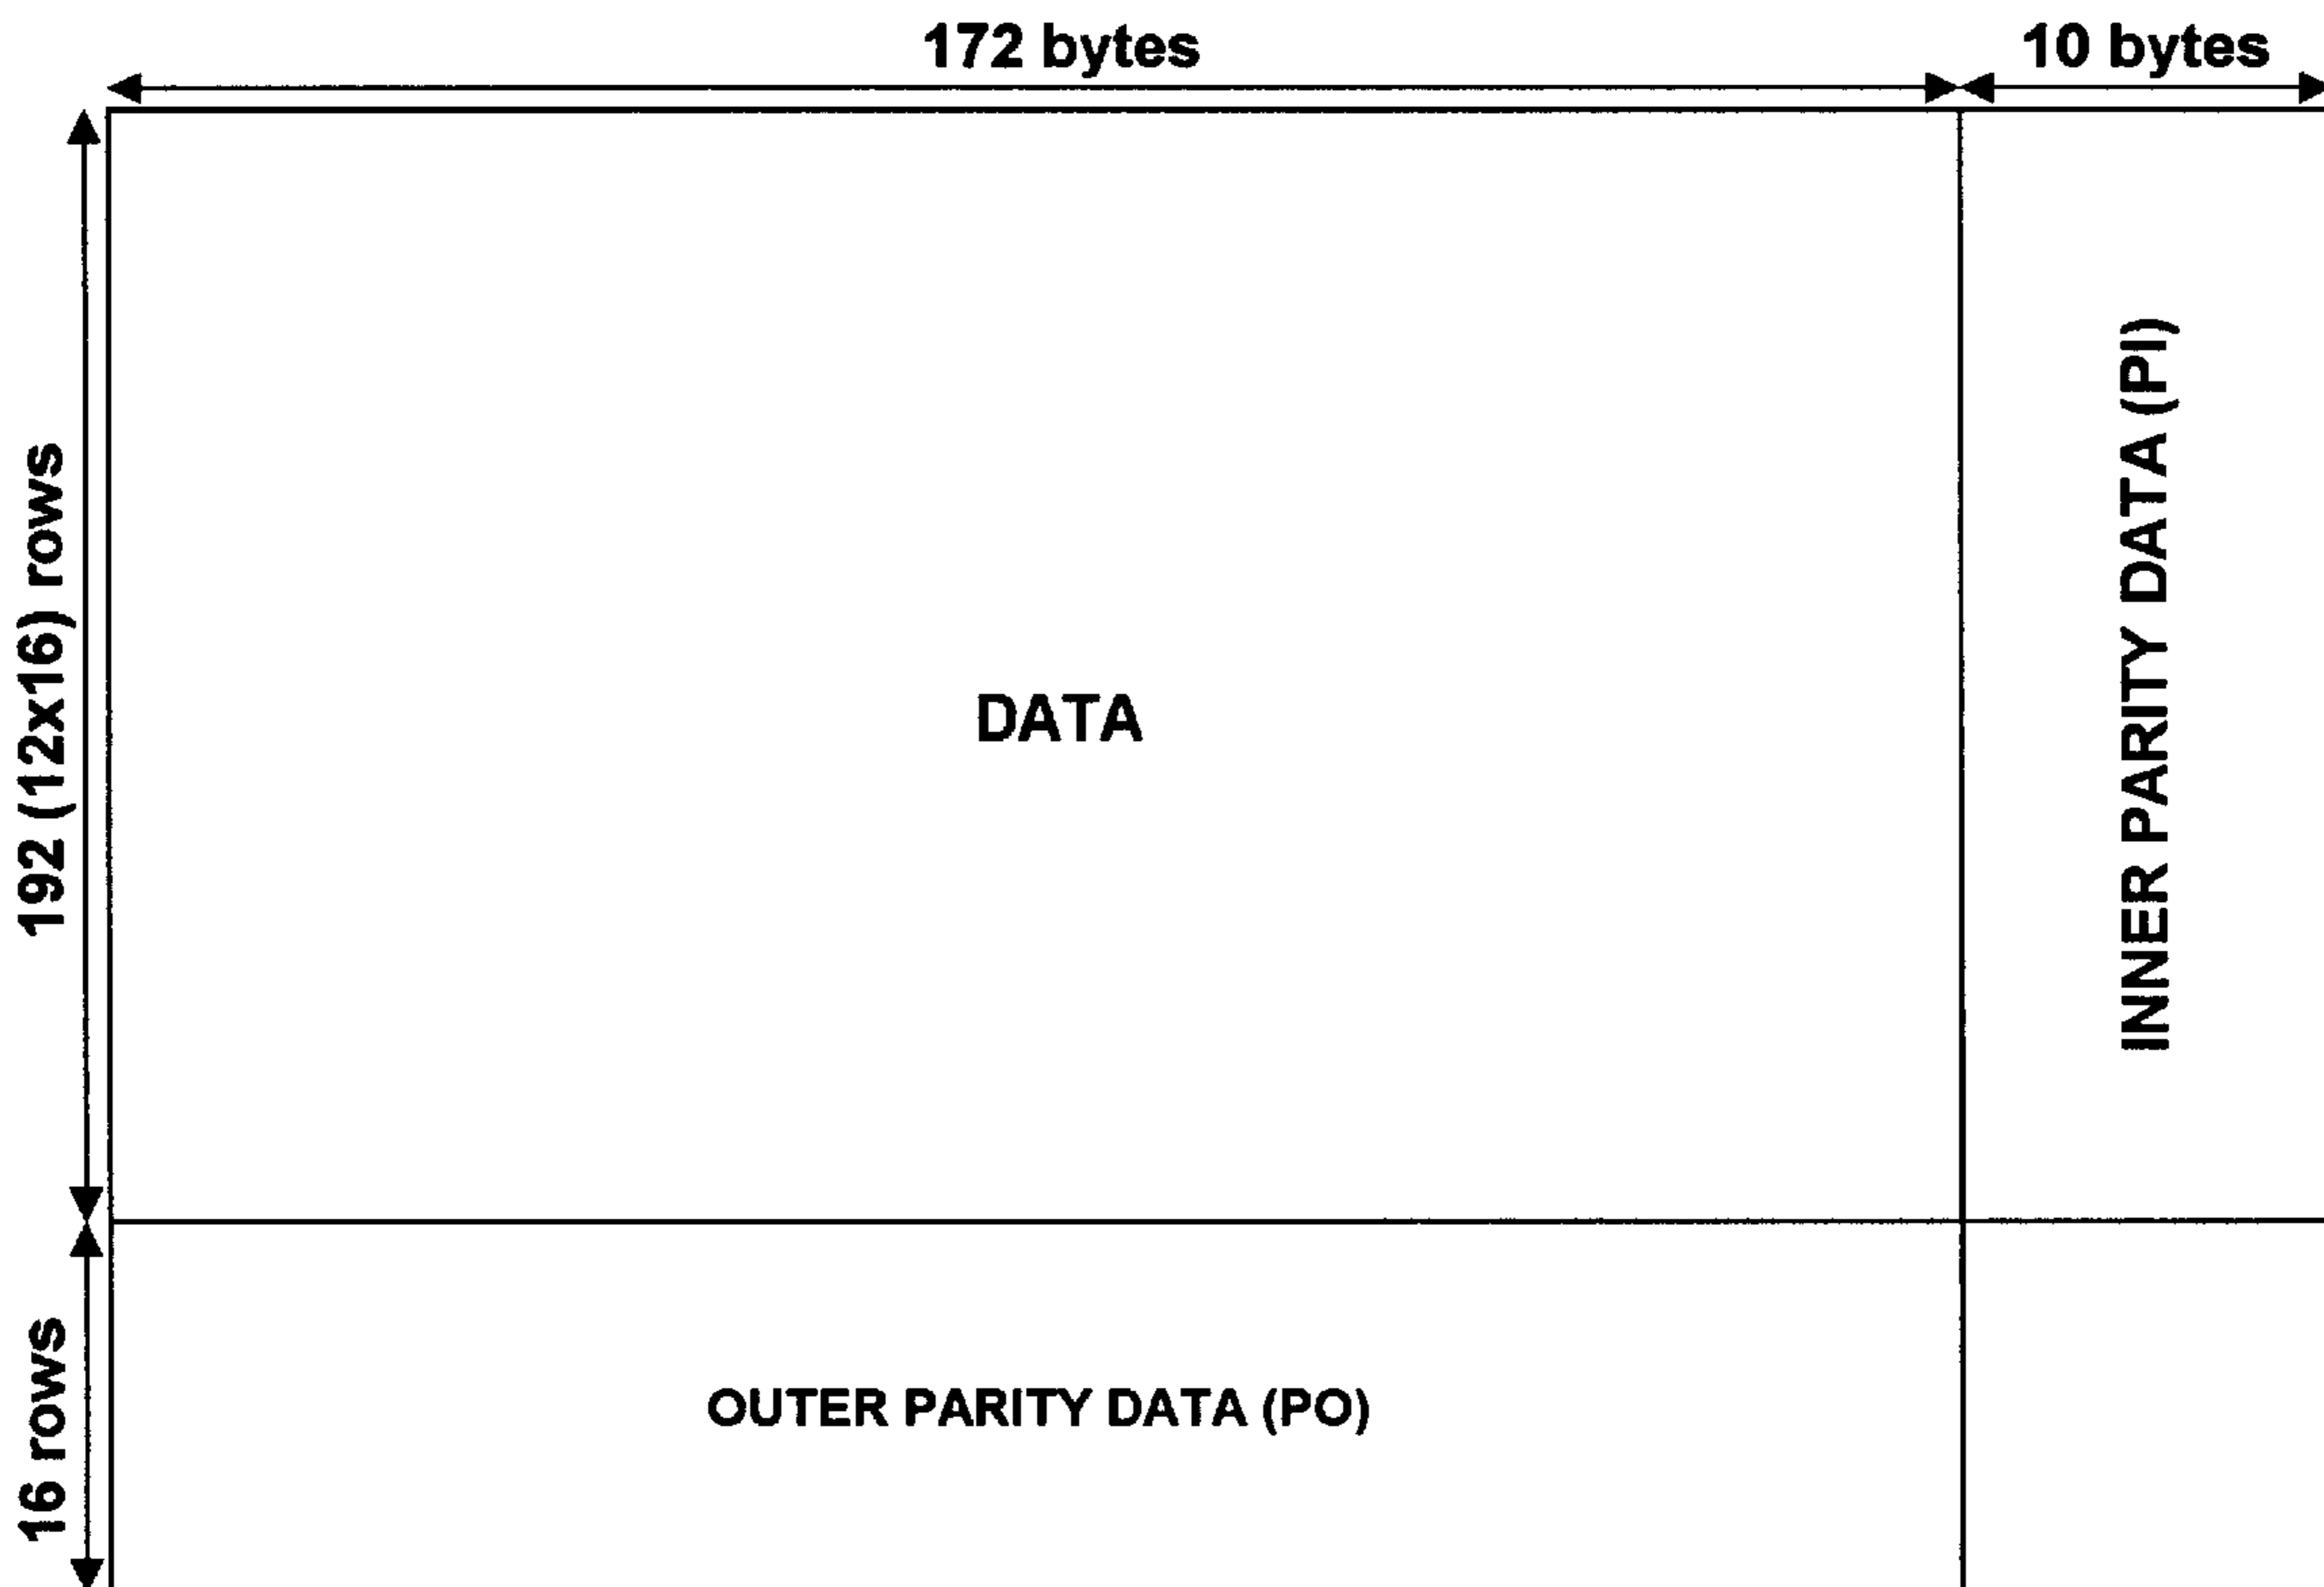 172 bytes
10 bytes
192 (12x16) rows
DATA
INNER PARITY DATA (PI)
16 rows
OUTER PARITY DATA (PO)